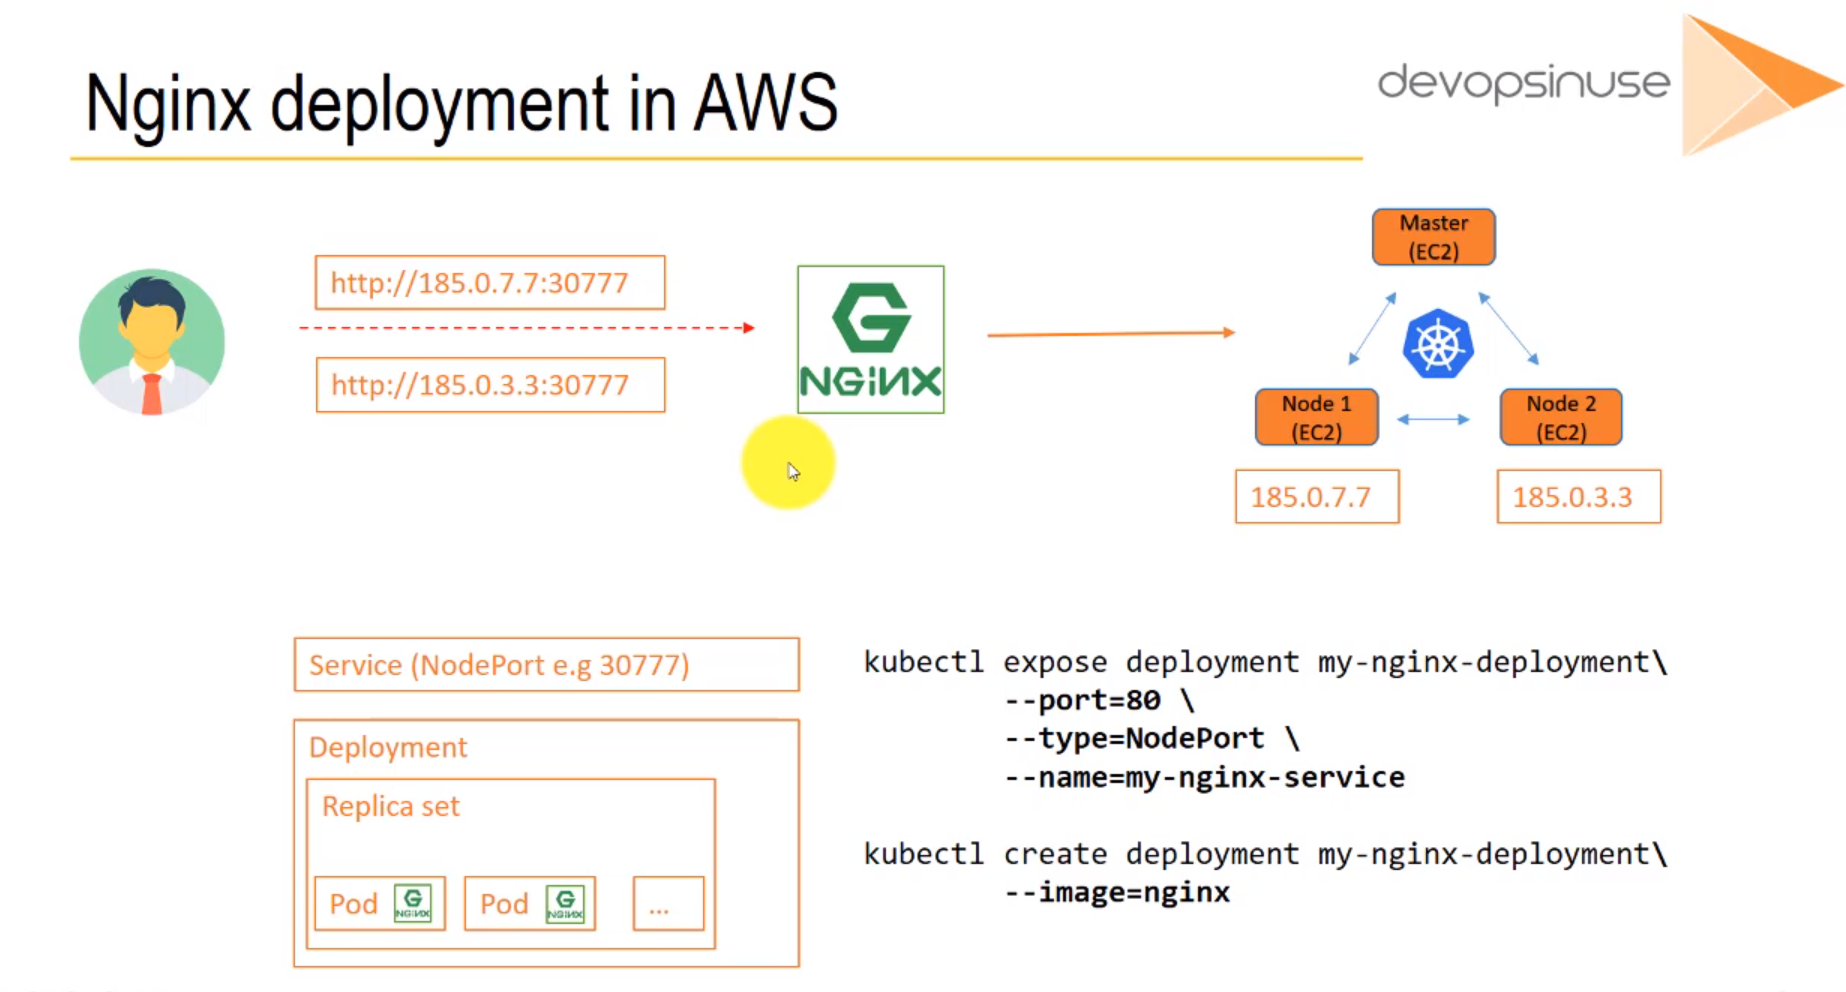 Nginx deployment in AWS
devopsinuse
http://185.0.7.7:30777
http://185.0.3.3:30777
NGiNX
Master
(EC2)
Node 1
(EC2)
Node 2
(EC2)
185.0.7.7
185.0.3.3
Service (NodePort e.g 30777)
Deployment
Replica set
Pod
NGiNX
Pod
NGiNX
...
kubectl expose deployment my-nginx-deployment\
--port=80 \
--type=NodePort \
--name=my-nginx-service
kubectl create deployment my-nginx-deployment\
--image=nginx